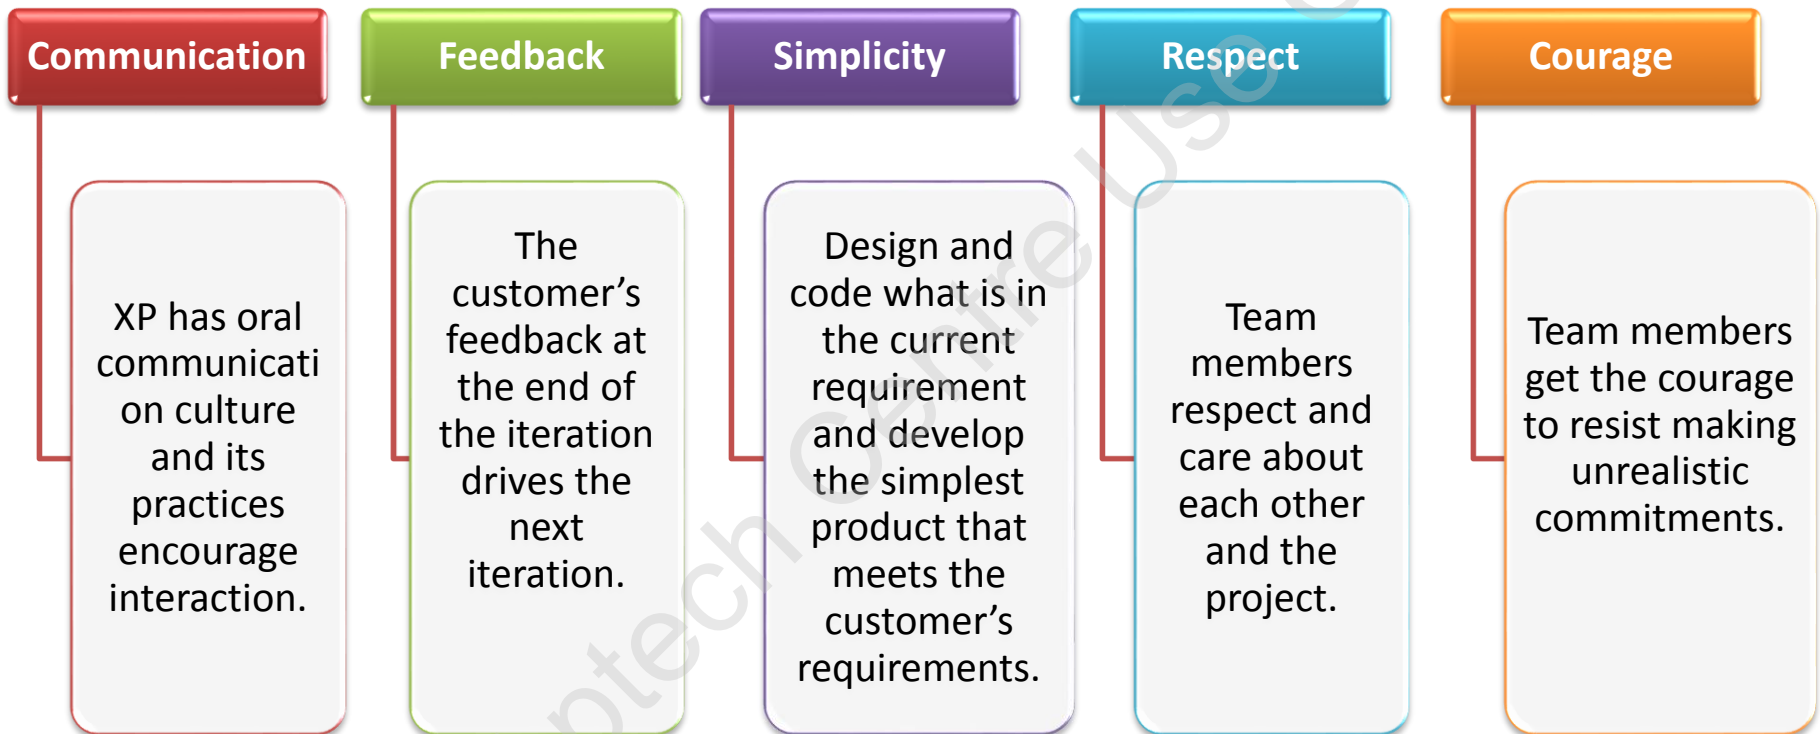 Communication
XP has oral
communicati
on culture
and its
practices
encourage
interaction.
Feedback
The
customer’s
feedback at
the end of
the iteration
drives the
next
iteration.
Simplicity
Design and
code what is in
the current
requirement
and develop
the simplest
product that
meets the
customer’s
requirements.
Respect
Team
members
respect and
care about
each other
and the
project.
Courage
Team members
get the courage
to resist making
unrealistic
commitments.
ptech Centre Use